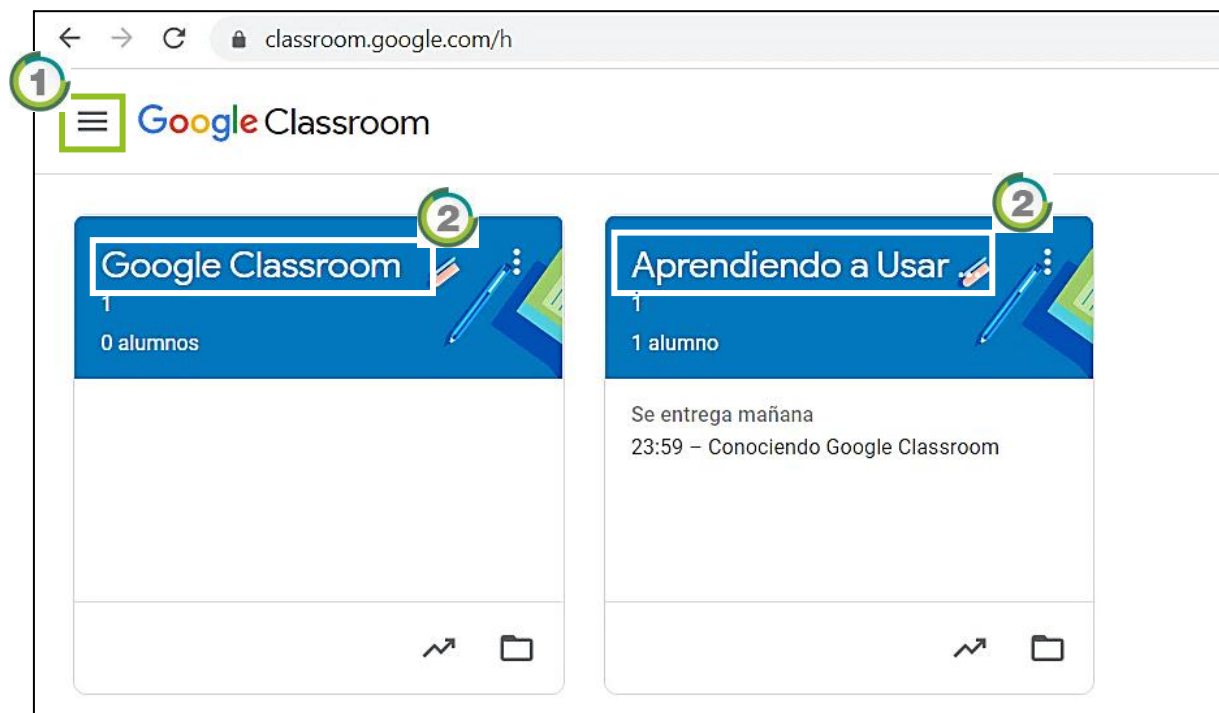 classroom.google.com/h
1
Google Classroom
2
2
Google Classroom
1
0 alumnos
Aprendiendo a Usar ...
1
1 alumno
Se entrega mañana
23:59 – Conociendo Google Classroom